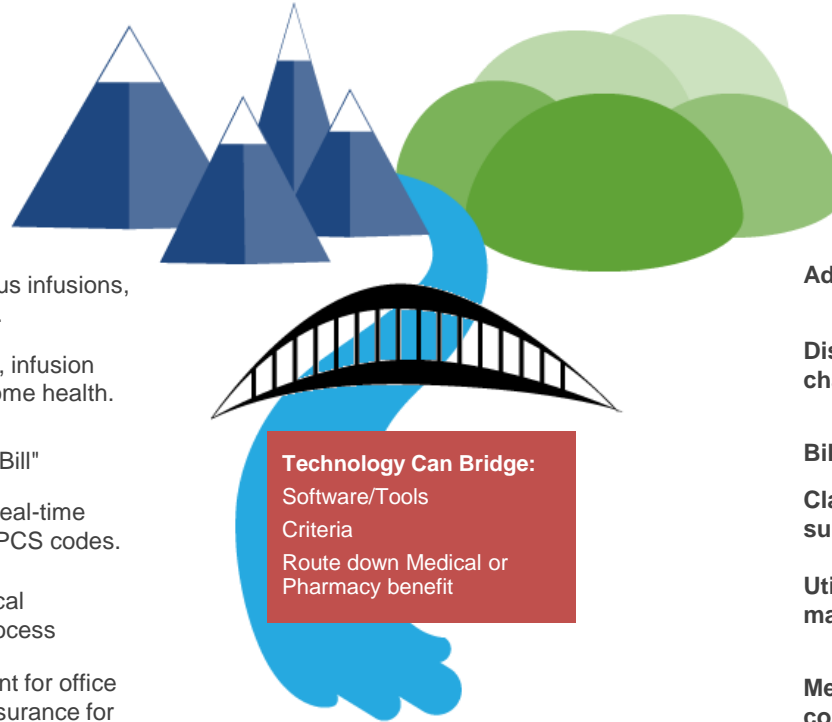 us infusions,
, infusion
ome health.
Bill"
eal-time
PCS codes.
cal
ocess
nt for office
surance for
Technology Can Bridge:
Software/Tools
Criteria
Route down Medical or
Pharmacy benefit
Ad
Dis
ch
Bil
Cla
su
Uti
ma
Me
co